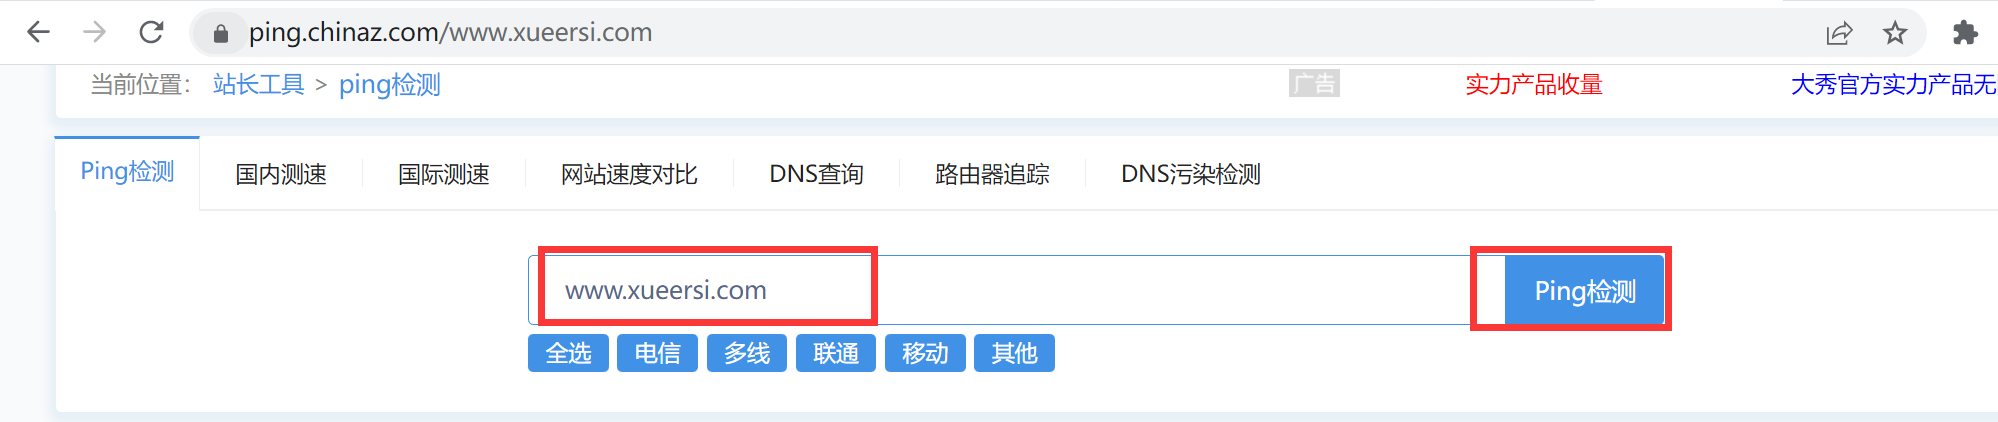 ping.chinaz.com/www.xueersi.com
当前位置： 站长工具 > ping检测 广告 实力产品收量 大秀官方实力产品无
Ping检测 国内测速 国际测速 网站速度对比 DNS查询 路由器追踪 DNS污染检测
www.xueersi.com Ping检测
全选 电信 多线 联通 移动 其他